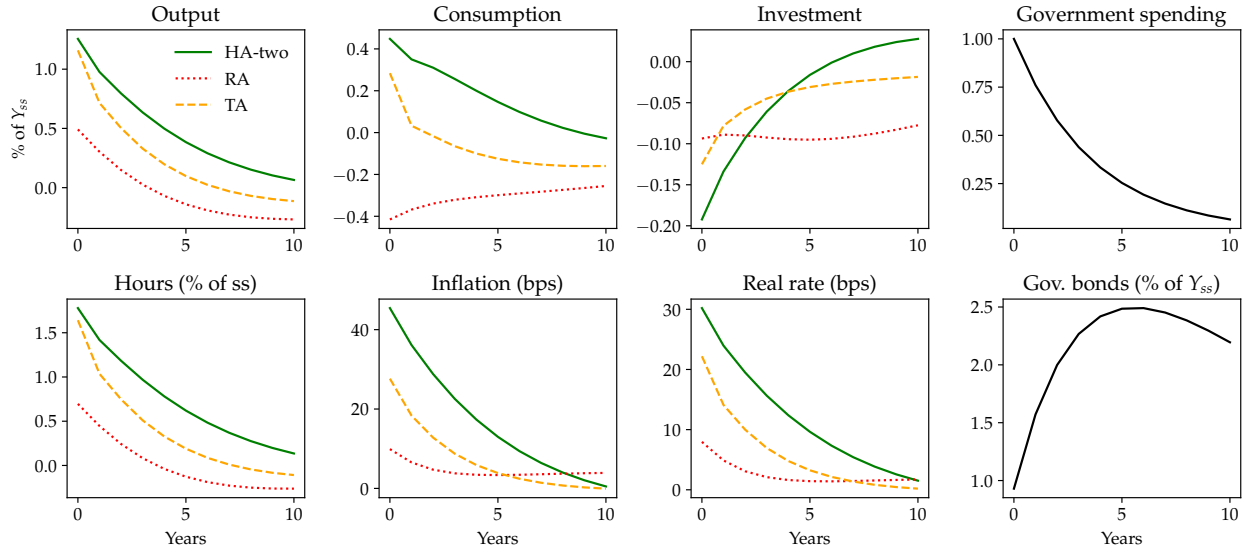 Output
Consumption
Investment
Government spending
% of Y_ss
1.0
0.5
0.0
HA-two
RA
TA
0 5 10
0.4
0.2
0.0
−0.2
−0.4
0 5 10
0.00
−0.05
−0.10
−0.15
−0.20
0 5 10
1.00
0.75
0.50
0.25
0 5 10
Hours (% of ss)
Inflation (bps)
Real rate (bps)
Gov. bonds (% of Y_ss)
1.5
1.0
0.5
0.0
0 5 10
Years
40
20
0
0 5 10
Years
30
20
10
0
0 5 10
Years
2.5
2.0
1.5
1.0
0 5 10
Years